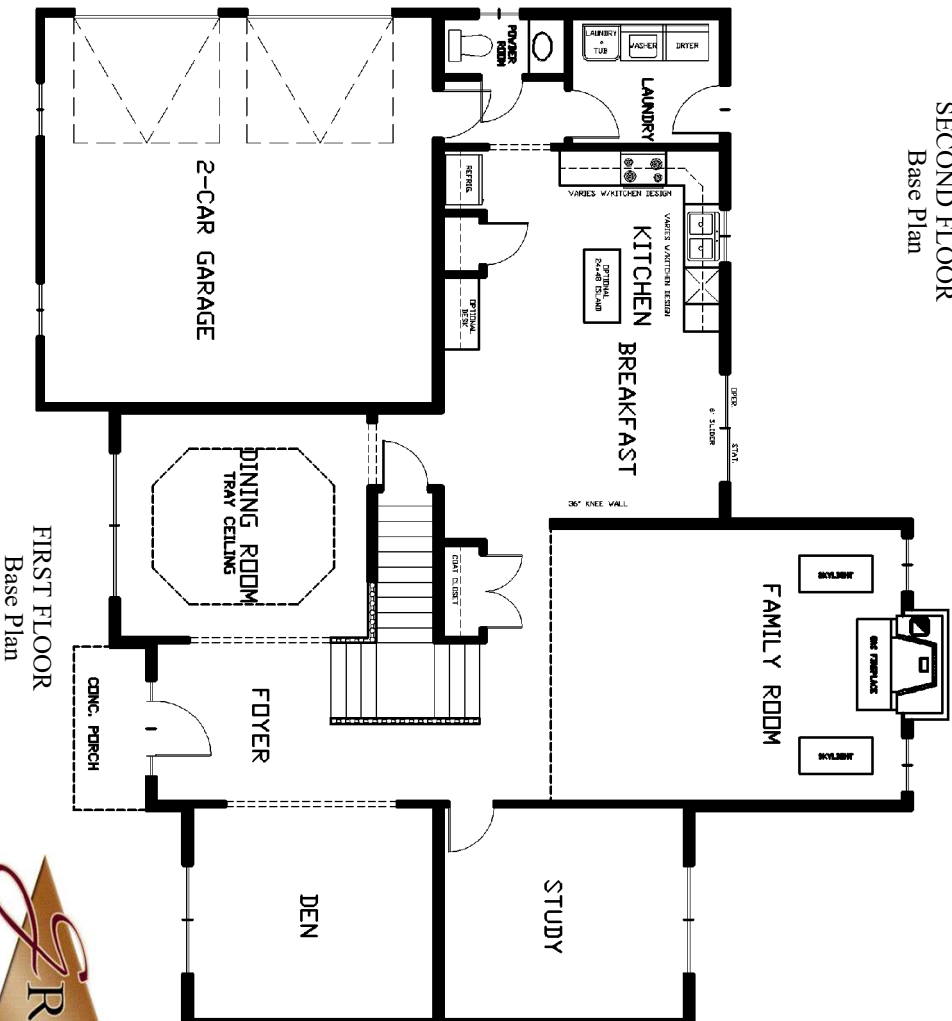 SECOND FLOOR
Base Plan
POWDER
ROOM
LAUNDRY
TUB
WASHER
DRYER
LAUNDRY
2-CAR GARAGE
REFRIG.
VARIES W/KITCHEN DESIGN
VARIES W/KITCHEN DESIGN
KITCHEN
OPTIONAL
24x48 ISLAND
OPTIONAL
DESK
BREAKFAST
OPER.
6' SLIDER
STAT.
36" KNEE WALL
DINING ROOM
TRAY CEILING
COAT CLOSET
FAMILY ROOM
SKYLIGHT
GAS FIREPLACE
SKYLIGHT
FIRST FLOOR
Base Plan
CONC. PORCH
FOYER
DEN
STUDY
R